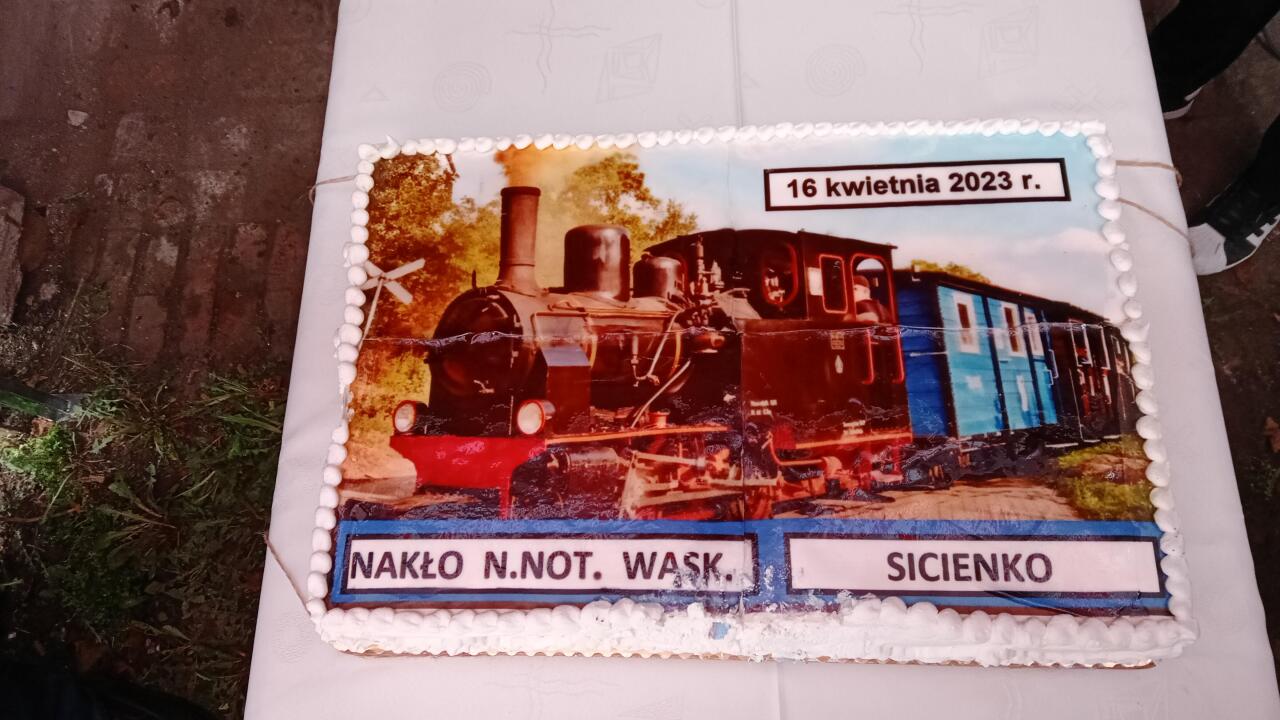 16 kwietnia 2023 r.
NAKŁO N.NOT. WĄSK.
SICIENKO